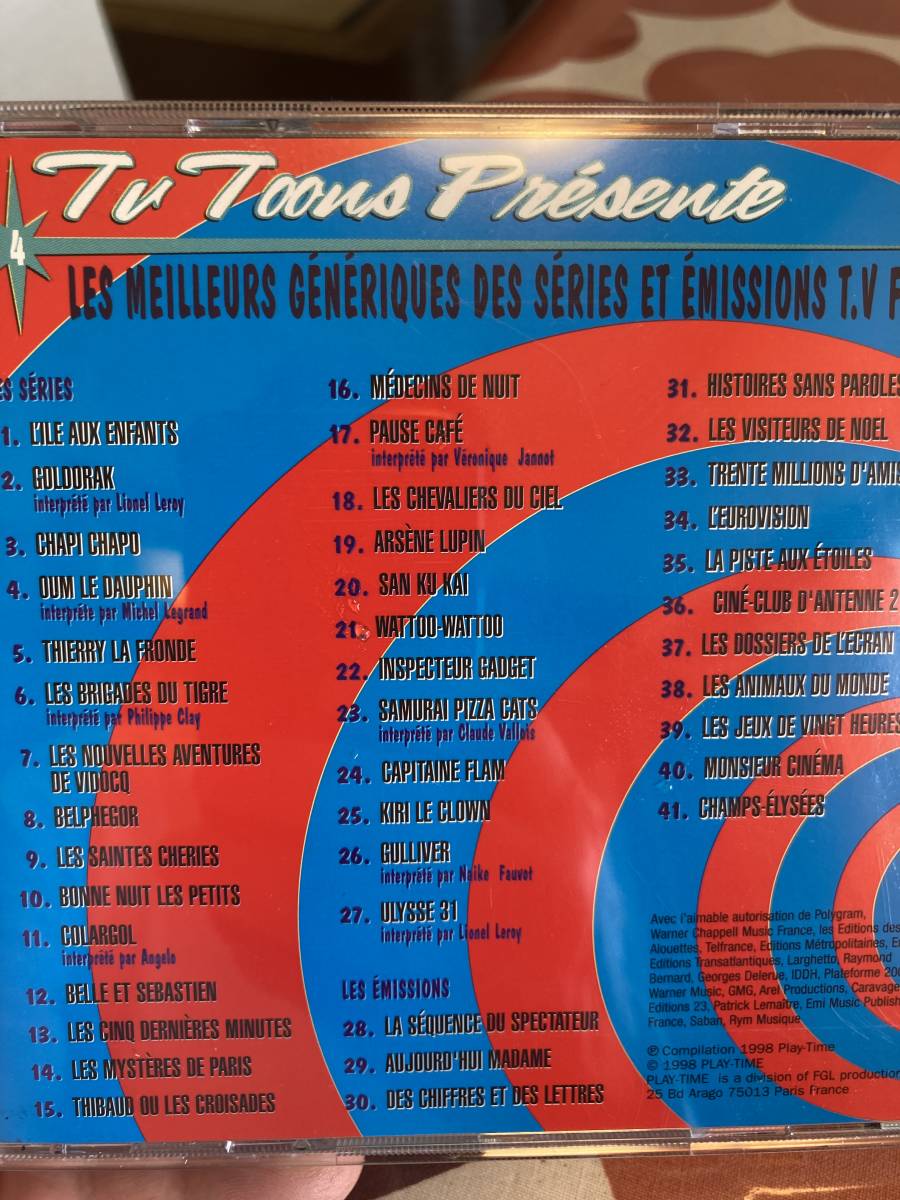 Tv Toons Présente
4
LES MEILLEURS GÉNÉRIQUES DES SÉRIES ET ÉMISSIONS T.V F
ES SÉRIES
1. L'ILE AUX ENFANTS
2. GOLDORAK
interprété par Lionel Leroy
3. CHAPI CHAPO
4. OUM LE DAUPHIN
interprété par Michel Legrand
5. THIERRY LA FRONDE
6. LES BRIGADES DU TIGRE
interprété par Philippe Clay
7. LES NOUVELLES AVENTURES
DE VIDOCQ
8. BELPHEGOR
9. LES SAINTES CHERIES
10. BONNE NUIT LES PETITS
11. COLARGOL
interprété par Angelo
12. BELLE ET SEBASTIEN
13. LES CINQ DERNIÈRES MINUTES
14. LES MYSTÈRES DE PARIS
15. THIBAUD OU LES CROISADES
16. MÉDECINS DE NUIT
17. PAUSE CAFÉ
interprété par Véronique Jannot
18. LES CHEVALIERS DU CIEL
19. ARSÈNE LUPIN
20. SAN KU KAI
21. WATTOO-WATTOO
22. INSPECTEUR GADGET
23. SAMURAI PIZZA CATS
interprété par Claude Vallois
24. CAPITAINE FLAM
25. KIRI LE CLOWN
26. GULLIVER
interprété par Naike Fauvot
27. ULYSSE 31
interprété par Lionel Leroy
LES ÉMISSIONS
28. LA SÉQUENCE DU SPECTATEUR
29. AUJOURD'HUI MADAME
30. DES CHIFFRES ET DES LETTRES
31. HISTOIRES SANS PAROLES
32. LES VISITEURS DE NOEL
33. TRENTE MILLIONS D'AMIS
34. L'EUROVISION
35. LA PISTE AUX ÉTOILES
36. CINÉ-CLUB D'ANTENNE 2
37. LES DOSSIERS DE L'ECRAN
38. LES ANIMAUX DU MONDE
39. LES JEUX DE VINGT HEURES
40. MONSIEUR CINÉMA
41. CHAMPS-ÉLYSÉES
Avec l'aimable autorisation de Polygram,
Warner Chappell Music France, les Editions des
Alouettes, Telfrance, Editions Métropolitaines, E
Editions Transatlantiques, Larghetto, Raymond
Bernard, Georges Delerue, IDDH, Plateforme 200
Warner Music, GMG, Arel Productions, Caravage
Editions 23, Patrick Lemaître, Emi Music Publish
France, Saban, Rym Musique
℗ Compilation 1998 Play-Time
© 1998 PLAY-TIME
PLAY-TIME is a division of FGL production
25 Bd Arago 75013 Paris France